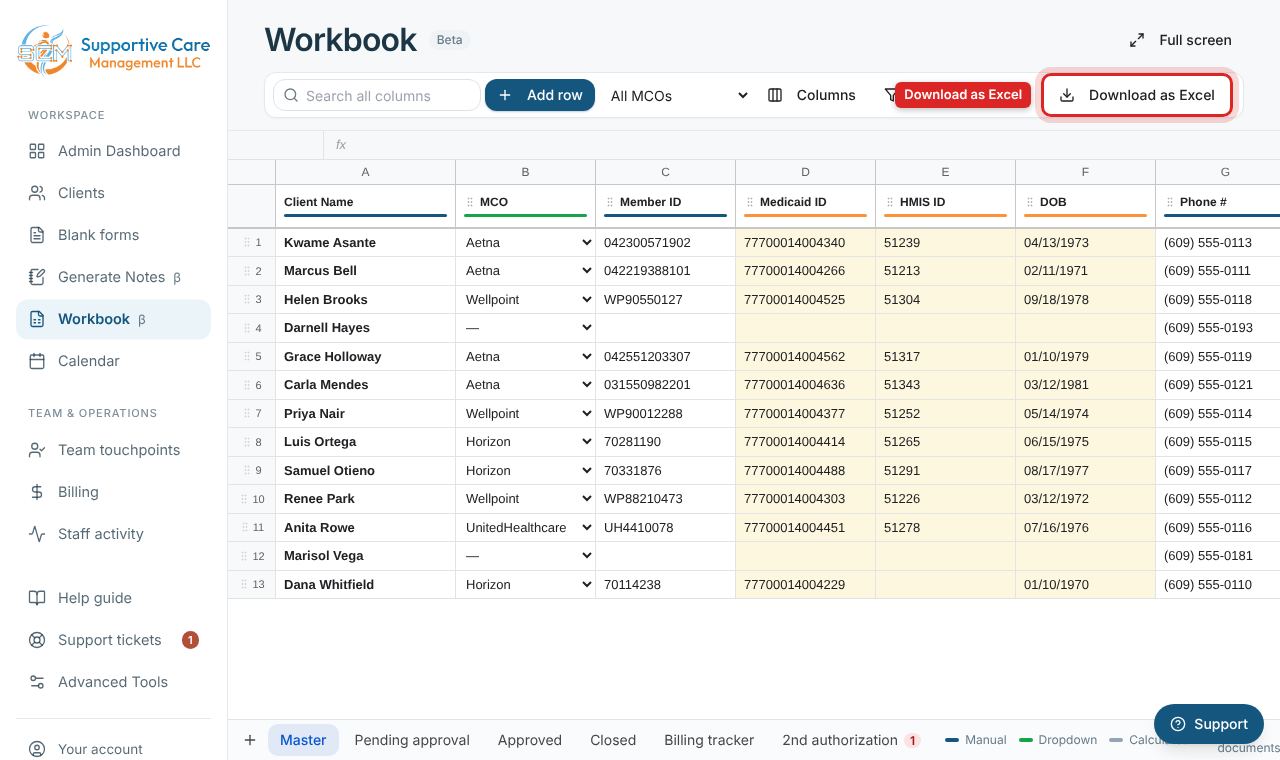 SCM
Supportive Care
Management LLC
WORKSPACE
Admin Dashboard
Clients
Blank forms
Generate Notes β
Workbook β
Calendar
TEAM & OPERATIONS
Team touchpoints
Billing
Staff activity
Help guide
Support tickets 1
Advanced Tools
Your account
Workbook Beta
Full screen
Search all columns
Add row
All MCOs
Columns
Download as Excel
Download as Excel
fx
A B C D E F G
Client Name MCO Member ID Medicaid ID HMIS ID DOB Phone #
1 Kwame Asante Aetna 042300571902 77700014004340 51239 04/13/1973 (609) 555-0113
2 Marcus Bell Aetna 042219388101 77700014004266 51213 02/11/1971 (609) 555-0111
3 Helen Brooks Wellpoint WP90550127 77700014004525 51304 09/18/1978 (609) 555-0118
4 Darnell Hayes — (609) 555-0193
5 Grace Holloway Aetna 042551203307 77700014004562 51317 01/10/1979 (609) 555-0119
6 Carla Mendes Aetna 031550982201 77700014004636 51343 03/12/1981 (609) 555-0121
7 Priya Nair Wellpoint WP90012288 77700014004377 51252 05/14/1974 (609) 555-0114
8 Luis Ortega Horizon 70281190 77700014004414 51265 06/15/1975 (609) 555-0115
9 Samuel Otieno Horizon 70331876 77700014004488 51291 08/17/1977 (609) 555-0117
10 Renee Park Wellpoint WP88210473 77700014004303 51226 03/12/1972 (609) 555-0112
11 Anita Rowe UnitedHealthcare UH4410078 77700014004451 51278 07/16/1976 (609) 555-0116
12 Marisol Vega — (609) 555-0181
13 Dana Whitfield Horizon 70114238 77700014004229 01/10/1970 (609) 555-0110
Master Pending approval Approved Closed Billing tracker 2nd authorization 1 Manual Dropdown
Support
documents